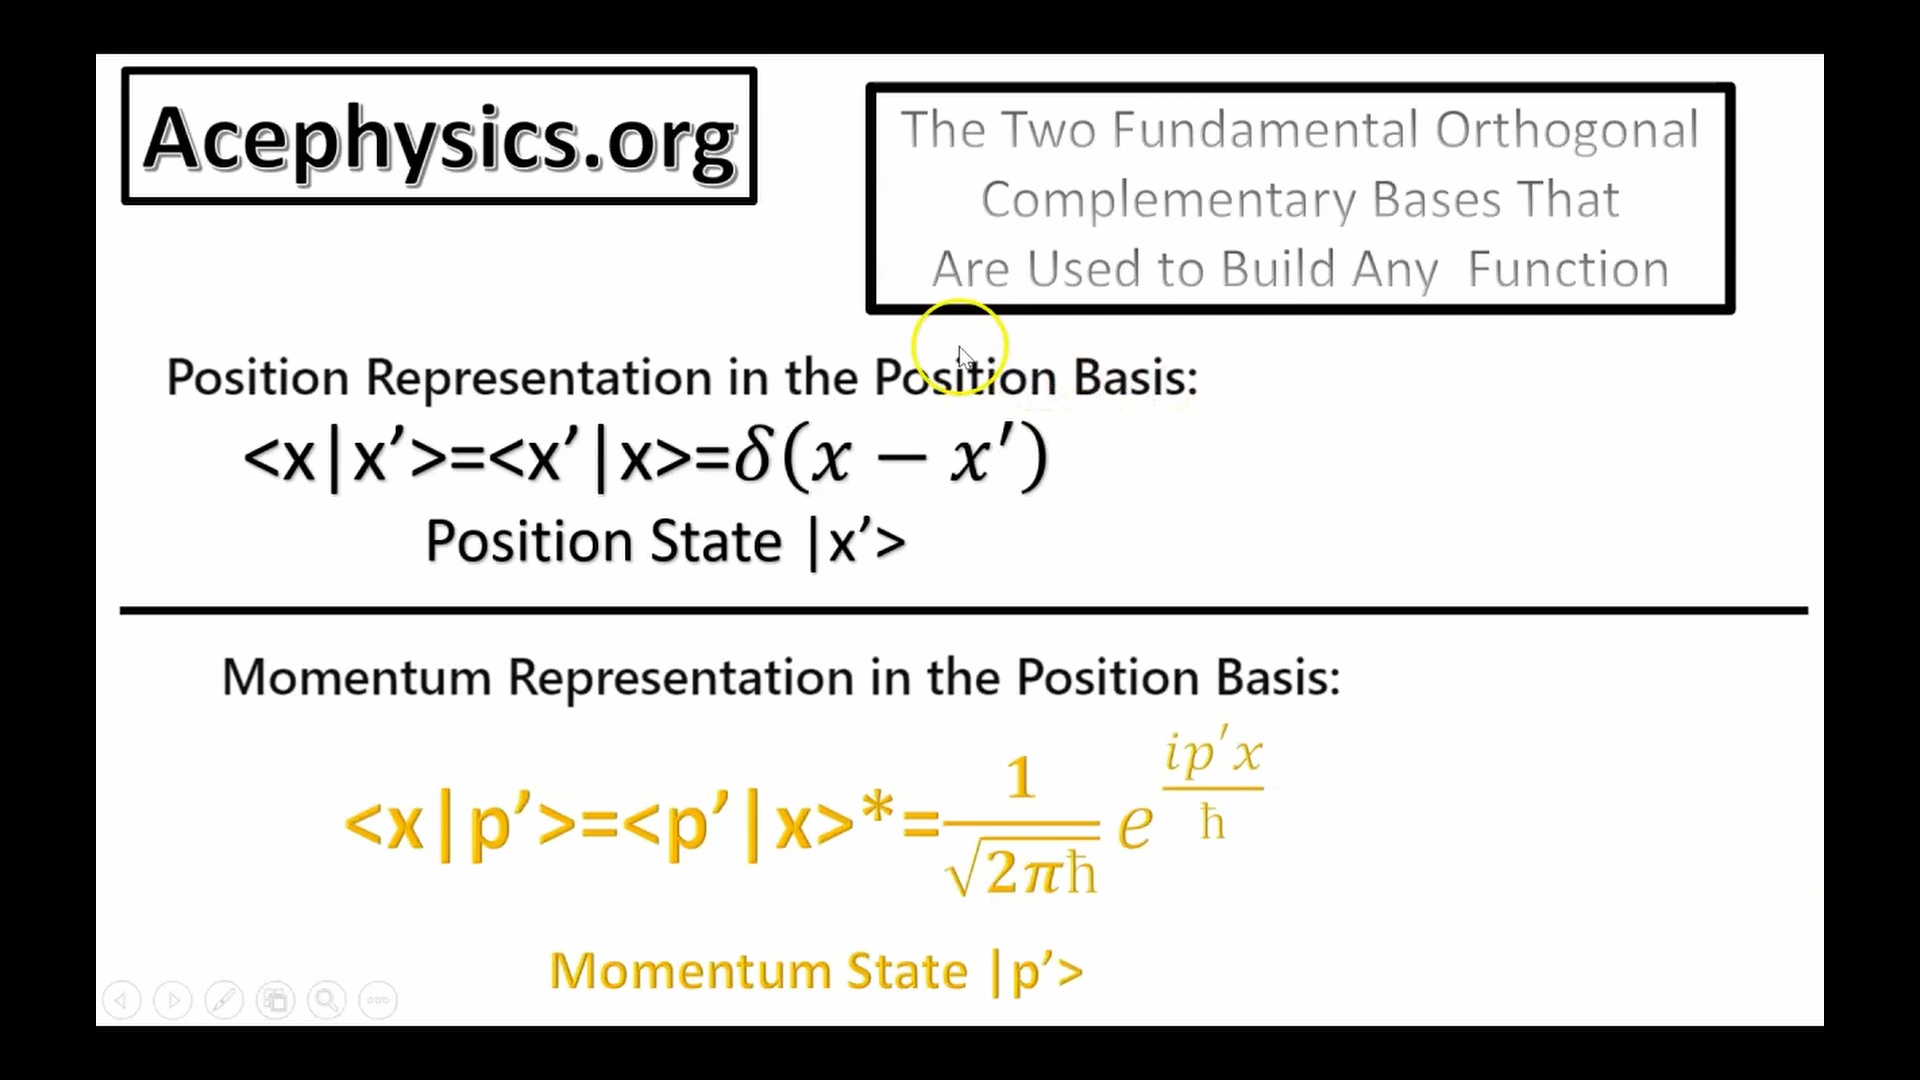 Acephysics.org
The Two Fundamental Orthogonal
Complementary Bases That
Are Used to Build Any Function
Position Representation in the Position Basis:
<x|x′>=<x′|x>=δ(x − x′)
Position State |x′>
Momentum Representation in the Position Basis:
<x|p′>=<p′|x>*=1/√2πħ e^ip′x/ħ
Momentum State |p′>